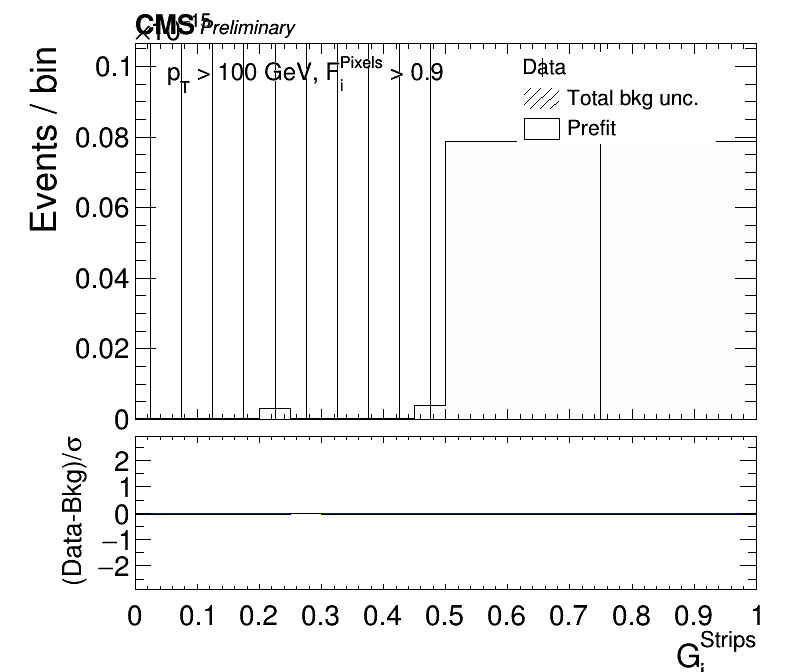 CMS Preliminary
×10¹⁵
Events / bin
p_T > 100 GeV, F_i^Pixels > 0.9
Data
Total bkg unc.
Prefit
0.1
0.08
0.06
0.04
0.02
0
(Data-Bkg)/σ
2
1
0
−1
−2
0 0.1 0.2 0.3 0.4 0.5 0.6 0.7 0.8 0.9 1
G_i^Strips